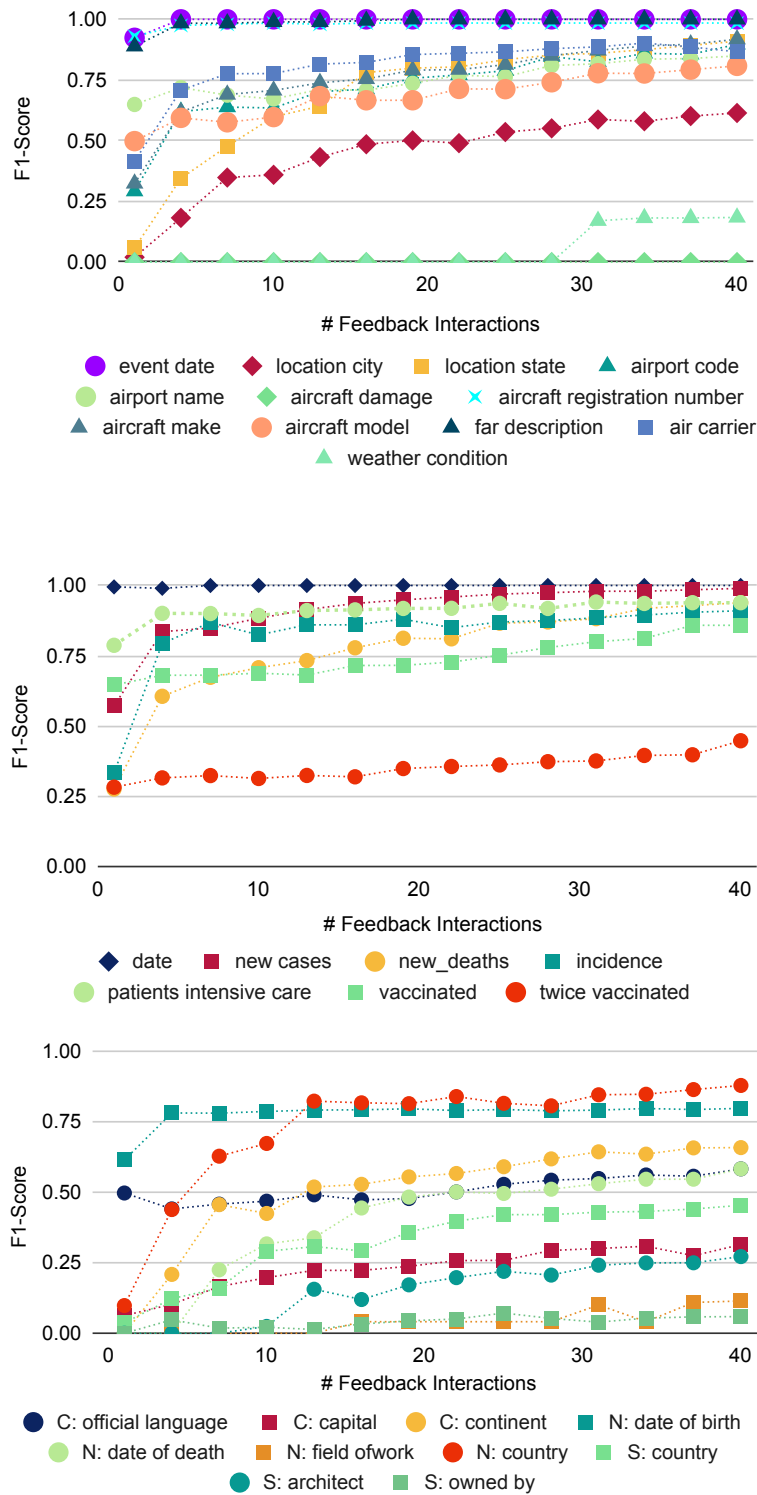 1.00
0.75
0.50
0.25
0.00
F1-Score
0 10 20 30 40
# Feedback Interactions
event date location city location state airport code
airport name aircraft damage aircraft registration number
aircraft make aircraft model far description air carrier
weather condition
1.00
0.75
0.50
0.25
0.00
F1-Score
0 10 20 30 40
# Feedback Interactions
date new cases new_deaths incidence
patients intensive care vaccinated twice vaccinated
1.00
0.75
0.50
0.25
0.00
F1-Score
0 10 20 30 40
# Feedback Interactions
C: official language C: capital C: continent N: date of birth
N: date of death N: field ofwork N: country S: country
S: architect S: owned by